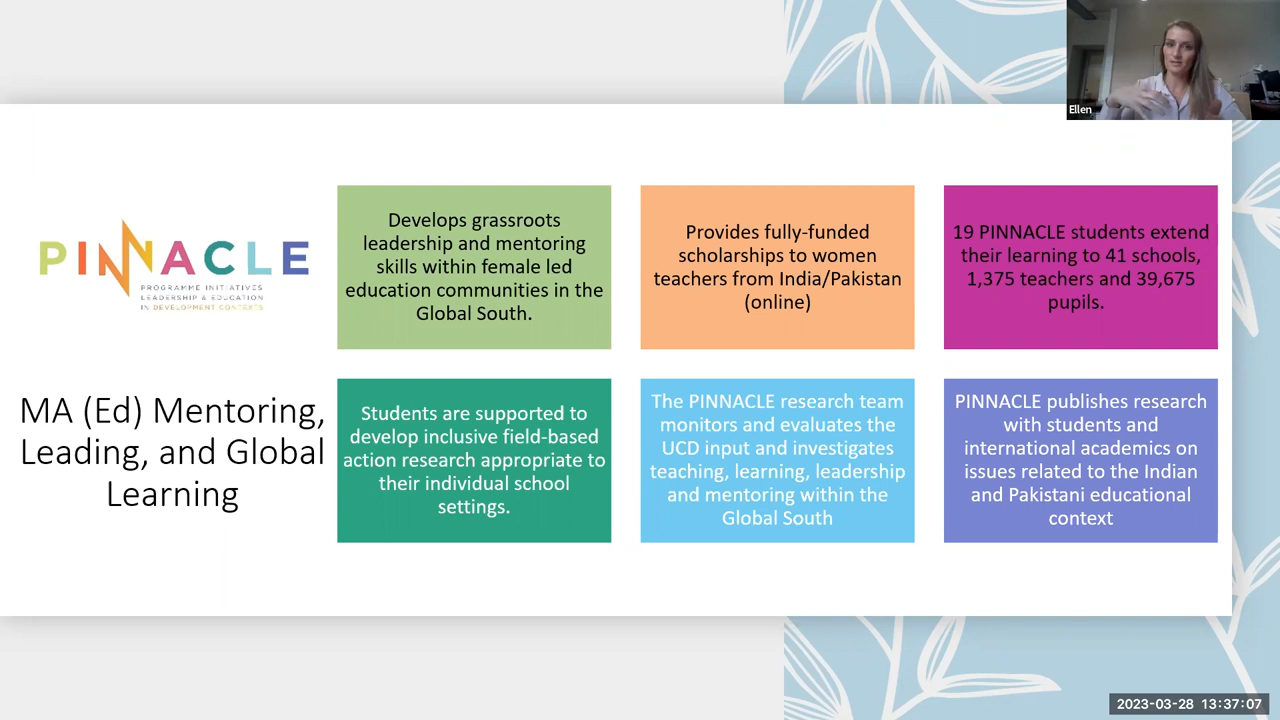 Ellen
PINNACLE
PROGRAMME INITIATIVES
LEADERSHIP & EDUCATION
IN DEVELOPMENT CONTEXTS
MA (Ed) Mentoring,
Leading, and Global
Learning
Develops grassroots
leadership and mentoring
skills within female led
education communities in the
Global South.
Provides fully-funded
scholarships to women
teachers from India/Pakistan
(online)
19 PINNACLE students extend
their learning to 41 schools,
1,375 teachers and 39,675
pupils.
Students are supported to
develop inclusive field-based
action research appropriate to
their individual school
settings.
The PINNACLE research team
monitors and evaluates the
UCD input and investigates
teaching, learning, leadership
and mentoring within the
Global South
PINNACLE publishes research
with students and
international academics on
issues related to the Indian
and Pakistani educational
context
2023-03-28 13:37:07